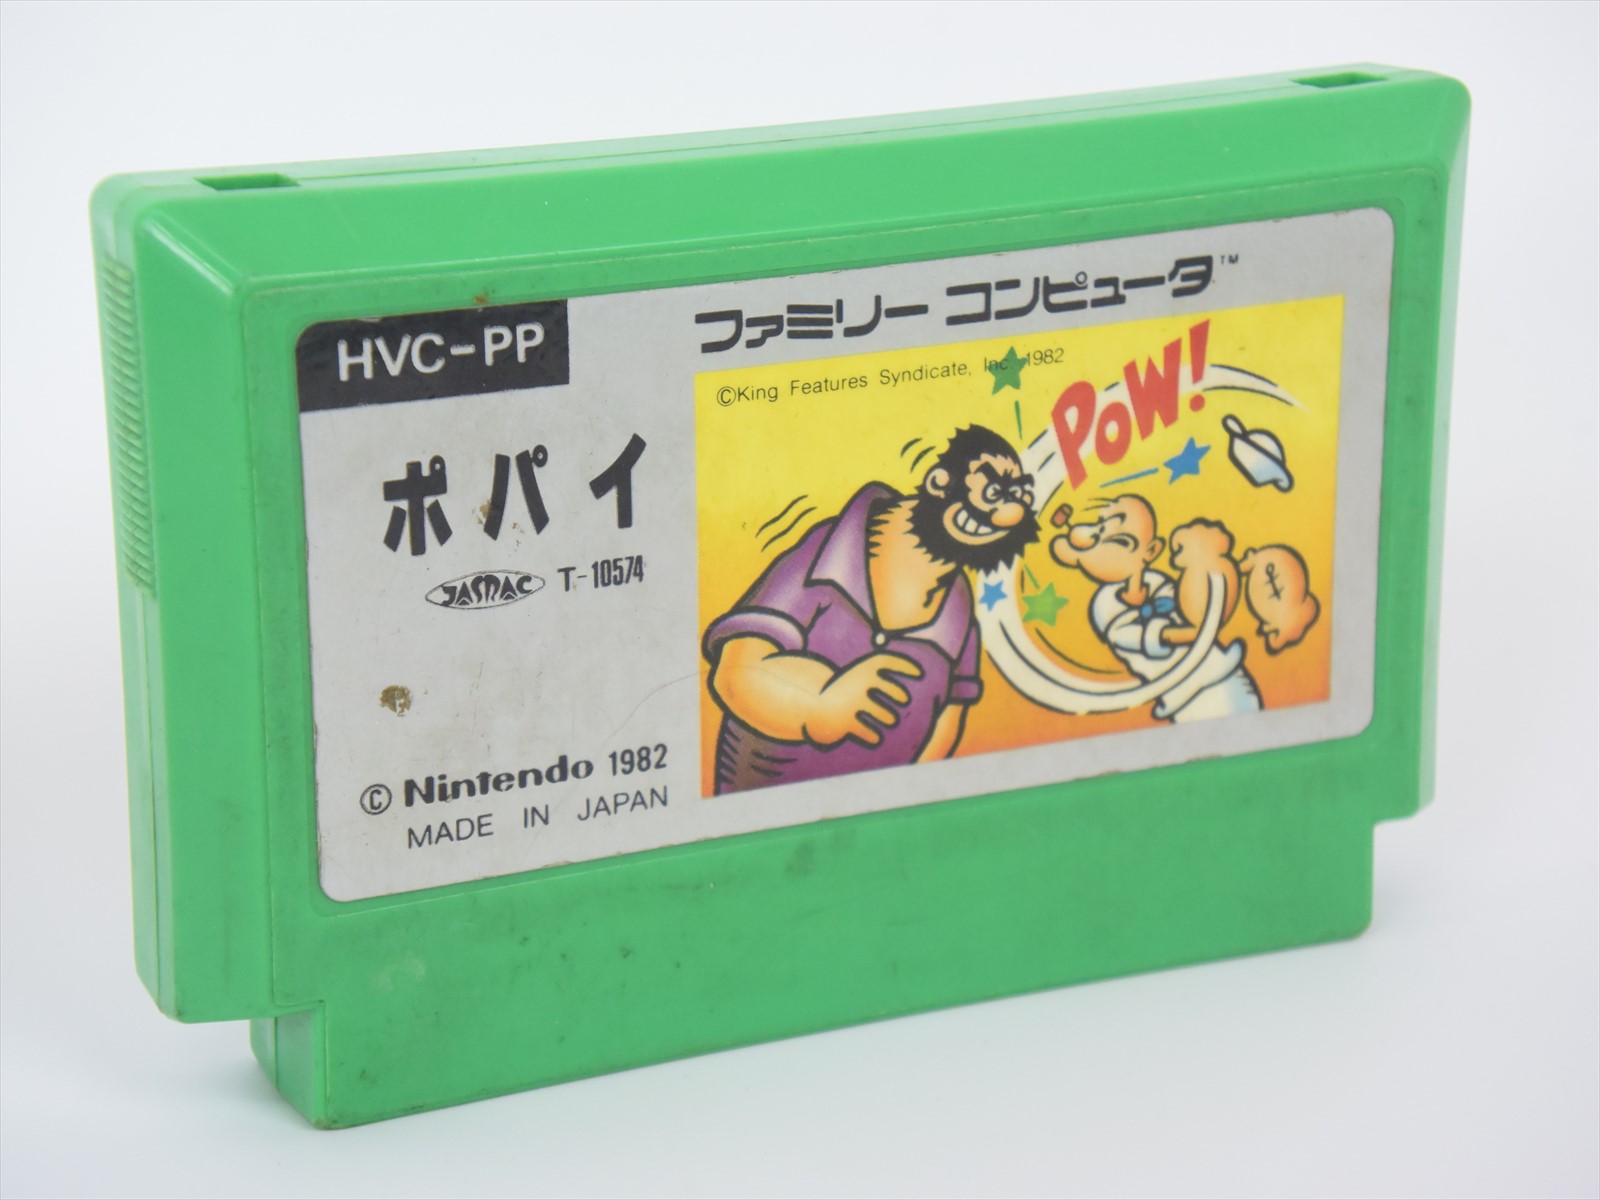 HVC-PP
ファミリー コンピュータ™
©King Features Syndicate, Inc. 1982
POW!
ポパイ
JASRAC T-10574
© Nintendo 1982
MADE IN JAPAN